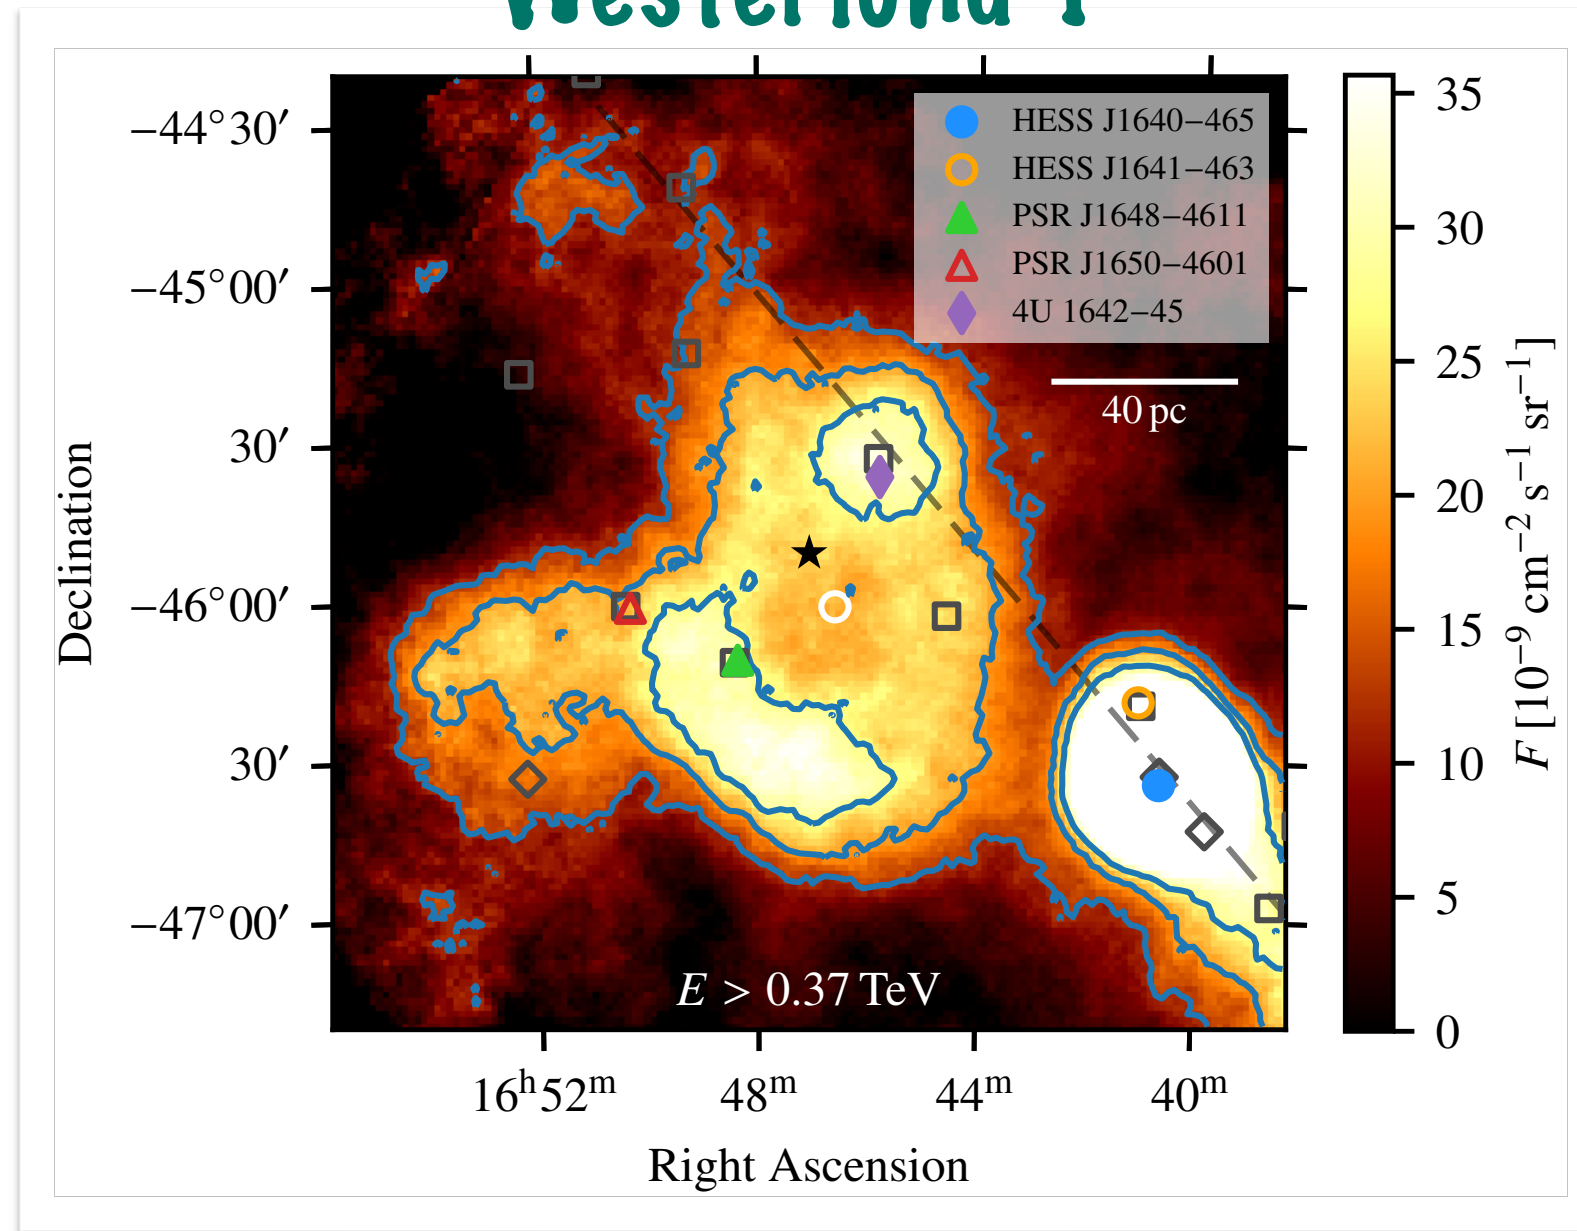 Westerlund 1
HESS J1640−465
HESS J1641−463
PSR J1648−4611
PSR J1650−4601
4U 1642−45
40 pc
E > 0.37 TeV
−44°30′
−45°00′
30′
−46°00′
30′
−47°00′
Declination
16ʰ52ᵐ
48ᵐ
44ᵐ
40ᵐ
Right Ascension
35
30
25
20
15
10
5
0
F [10⁻⁹ cm⁻² s⁻¹ sr⁻¹]